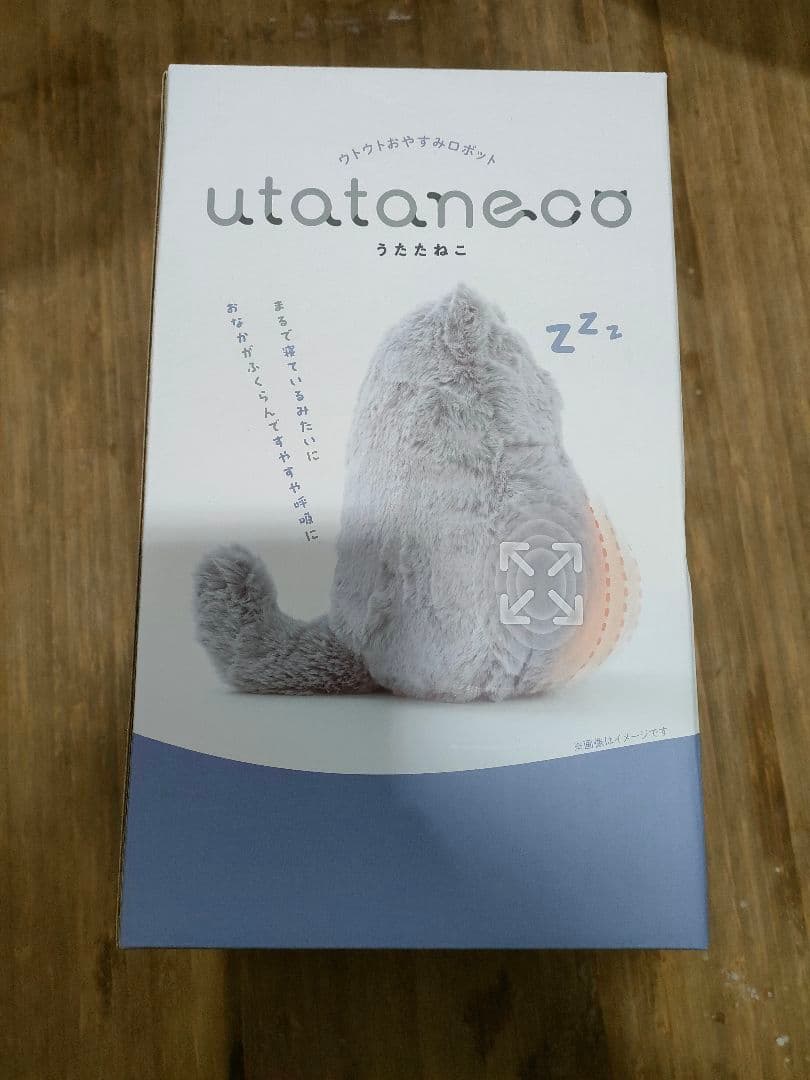 ウトウトおやすみロボット
utataneco
うたたねこ
zzz
まるで寝ているみたいに
おなかがふくらんですやすや呼吸に
※画像はイメージです